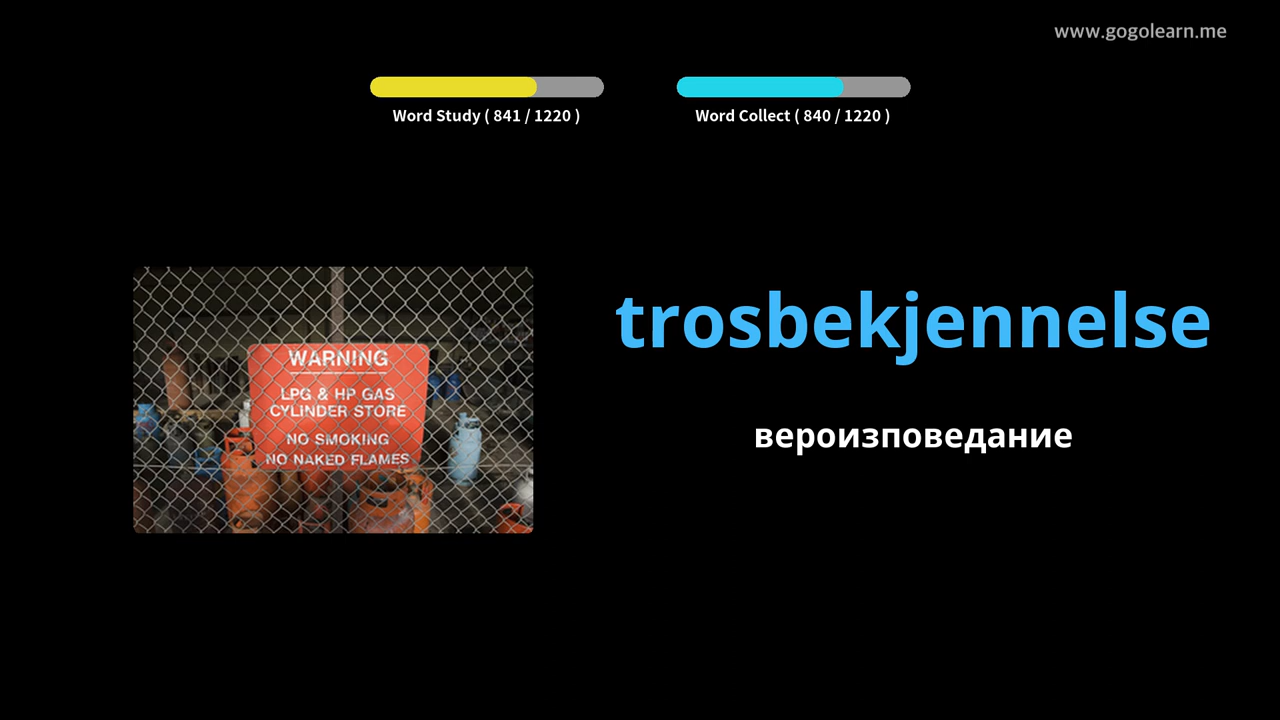 www.gogolearn.me
Word Study ( 841 / 1220 )
Word Collect ( 840 / 1220 )
WARNING
LPG & HP GAS
CYLINDER STORE
NO SMOKING
NO NAKED FLAMES
trosbekjennelse
вероизповедание